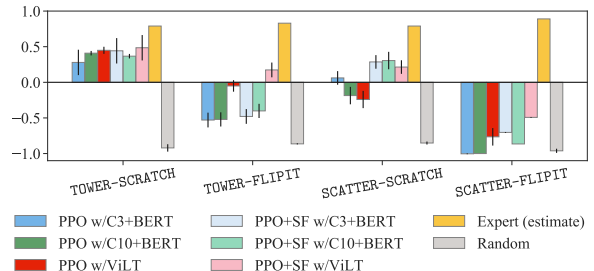 1.0
0.5
0.0
−0.5
−1.0
TOWER-SCRATCH TOWER-FLIPIT SCATTER-SCRATCH SCATTER-FLIPIT
PPO w/C3+BERT PPO+SF w/C3+BERT Expert (estimate)
PPO w/C10+BERT PPO+SF w/C10+BERT Random
PPO w/ViLT PPO+SF w/ViLT